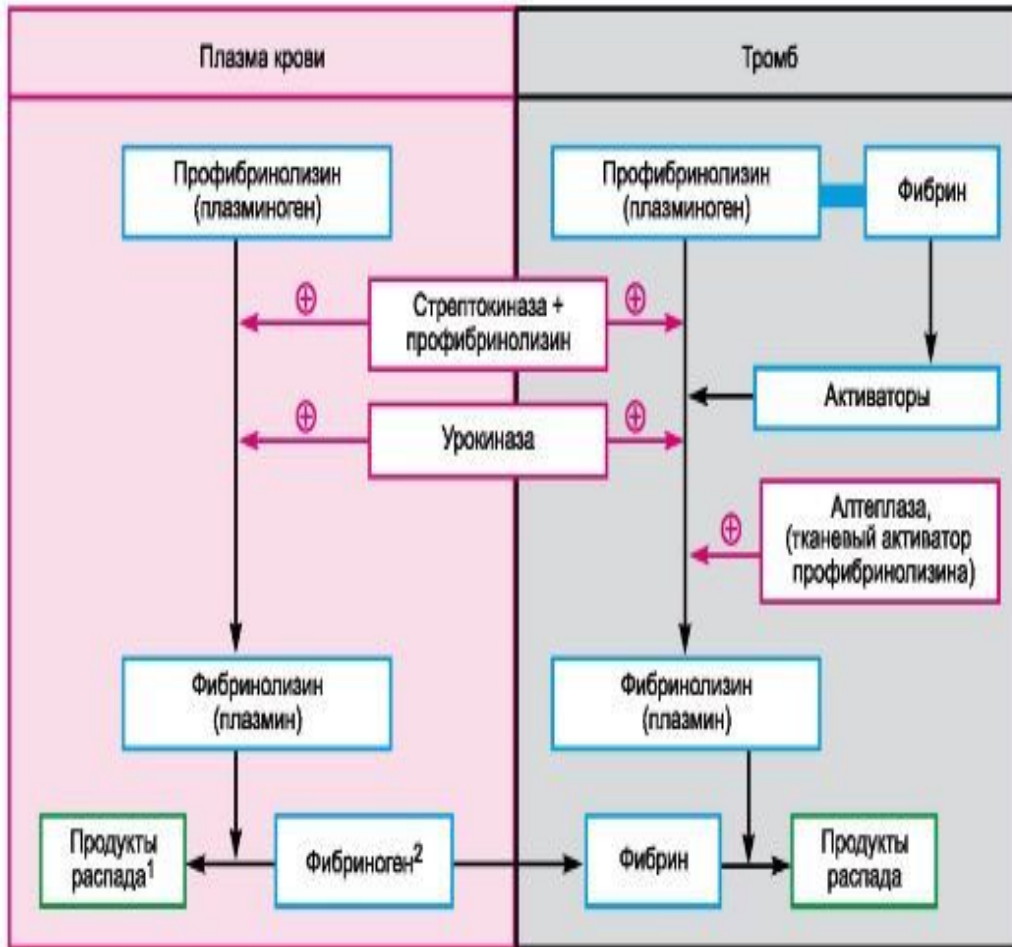 Плазма крови
Тромб
Профибринолизин
(плазминоген)
Профибринолизин
(плазминоген)
Фибрин
⊕
Стрептокиназа +
профибринолизин
⊕
Активаторы
⊕
Урокиназа
⊕
Алтеплаза,
(тканевый активатор
профибринолизина)
⊕
Фибринолизин
(плазмин)
Фибринолизин
(плазмин)
Продукты
распада1
Фибриноген2
Фибрин
Продукты
распада